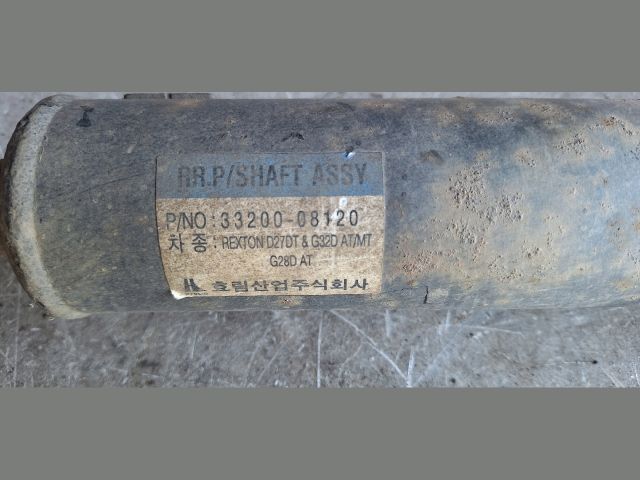 RR.P/SHAFT ASSY
P/NO:33200-08120
차 종: REXTON D27DT & G32D AT/MT
G28D AT
효림산업주식회사